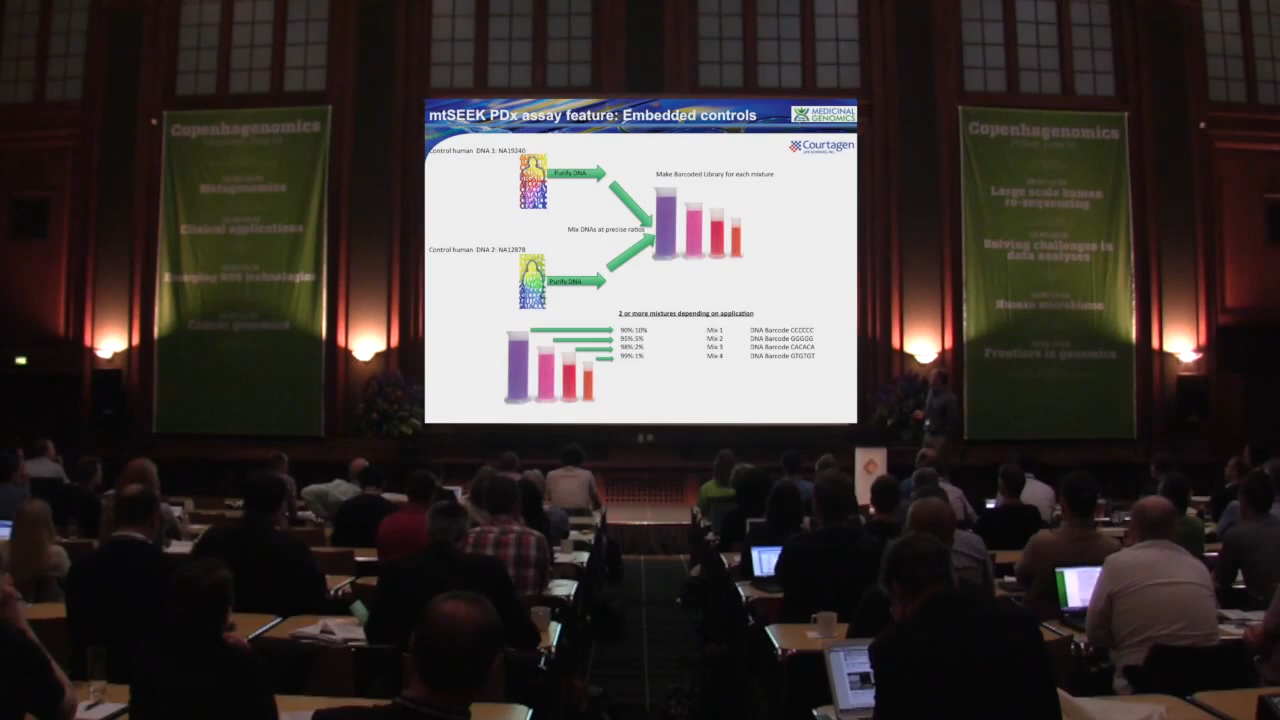 mtSEEK PDx assay feature: Embedded controls
MEDICINAL
GENOMICS
Courtagen
Control human DNA 1: NA19240
Purify DNA
Make Barcoded Library for each mixture
Mix DNAs at precise ratios
Control human DNA 2: NA12878
Purify DNA
2 or more mixtures depending on application
90%:10% Mix 1 DNA Barcode CCCCCC
95%:5% Mix 2 DNA Barcode GGGGG
98%:2% Mix 3 DNA Barcode CACACA
99%:1% Mix 4 DNA Barcode GTGTGT
Copenhagenomics
Metagenomics
Clinical applications
Emerging NGS technologies
Cancer genomics
Copenhagenomics
Large scale human
re-sequencing
Solving challenges in
data analyses
Human microbiome
Frontiers in genomics